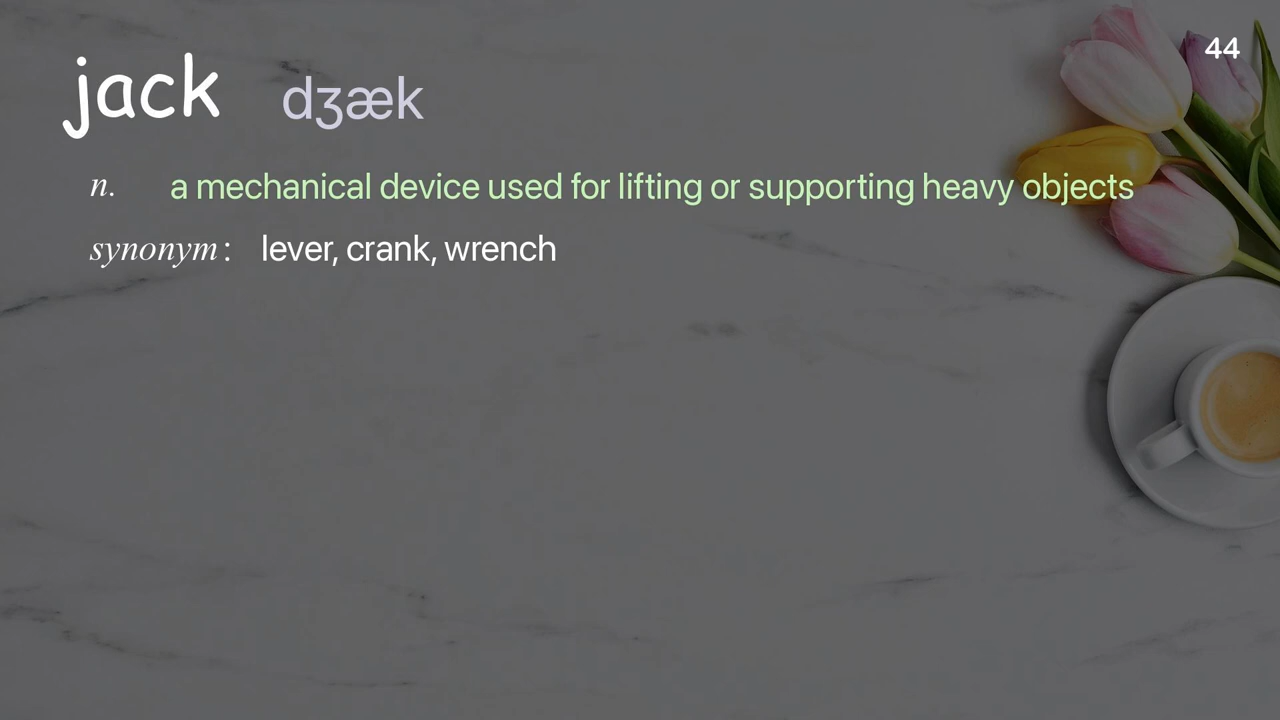 44
jack dʒæk
n. a mechanical device used for lifting or supporting heavy objects
synonym: lever, crank, wrench